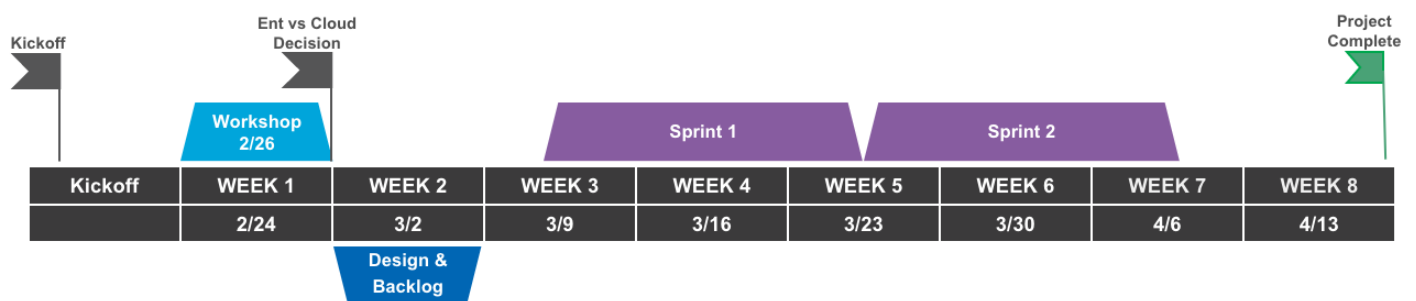 Kickoff
Ent vs Cloud
Decision
Project
Complete
Workshop
2/26
Sprint 1
Sprint 2
Kickoff WEEK 1 WEEK 2 WEEK 3 WEEK 4 WEEK 5 WEEK 6 WEEK 7 WEEK 8
2/24 3/2 3/9 3/16 3/23 3/30 4/6 4/13
Design &
Backlog